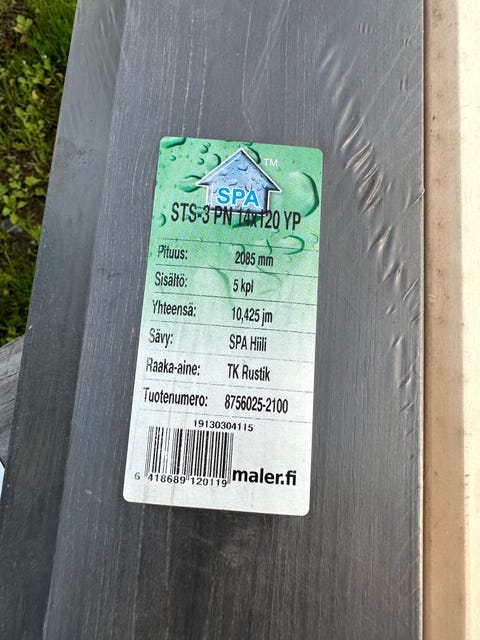 TM
SPA
STS-3 PN 14x120 YP
Pituus: 2085 mm
Sisältö: 5 kpl
Yhteensä: 10,425 jm
Sävy: SPA Hiili
Raaka-aine: TK Rustik
Tuotenumero: 8756025-2100
19130304115
6 418689 120119
maler.fi